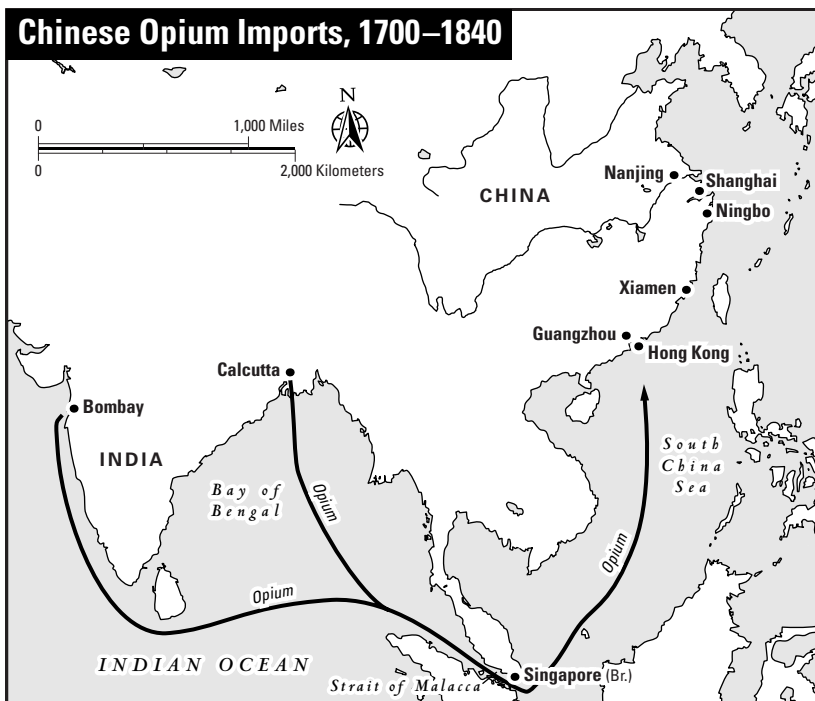 Chinese Opium Imports, 1700–1840
N
0
1,000 Miles
0
2,000 Kilometers
CHINA
Nanjing
Shanghai
Ningbo
Xiamen
Guangzhou
Hong Kong
Calcutta
Bombay
INDIA
Bay of
Bengal
South
China
Sea
Opium
Opium
Opium
INDIAN OCEAN
Strait of Malacca
Singapore (Br.)